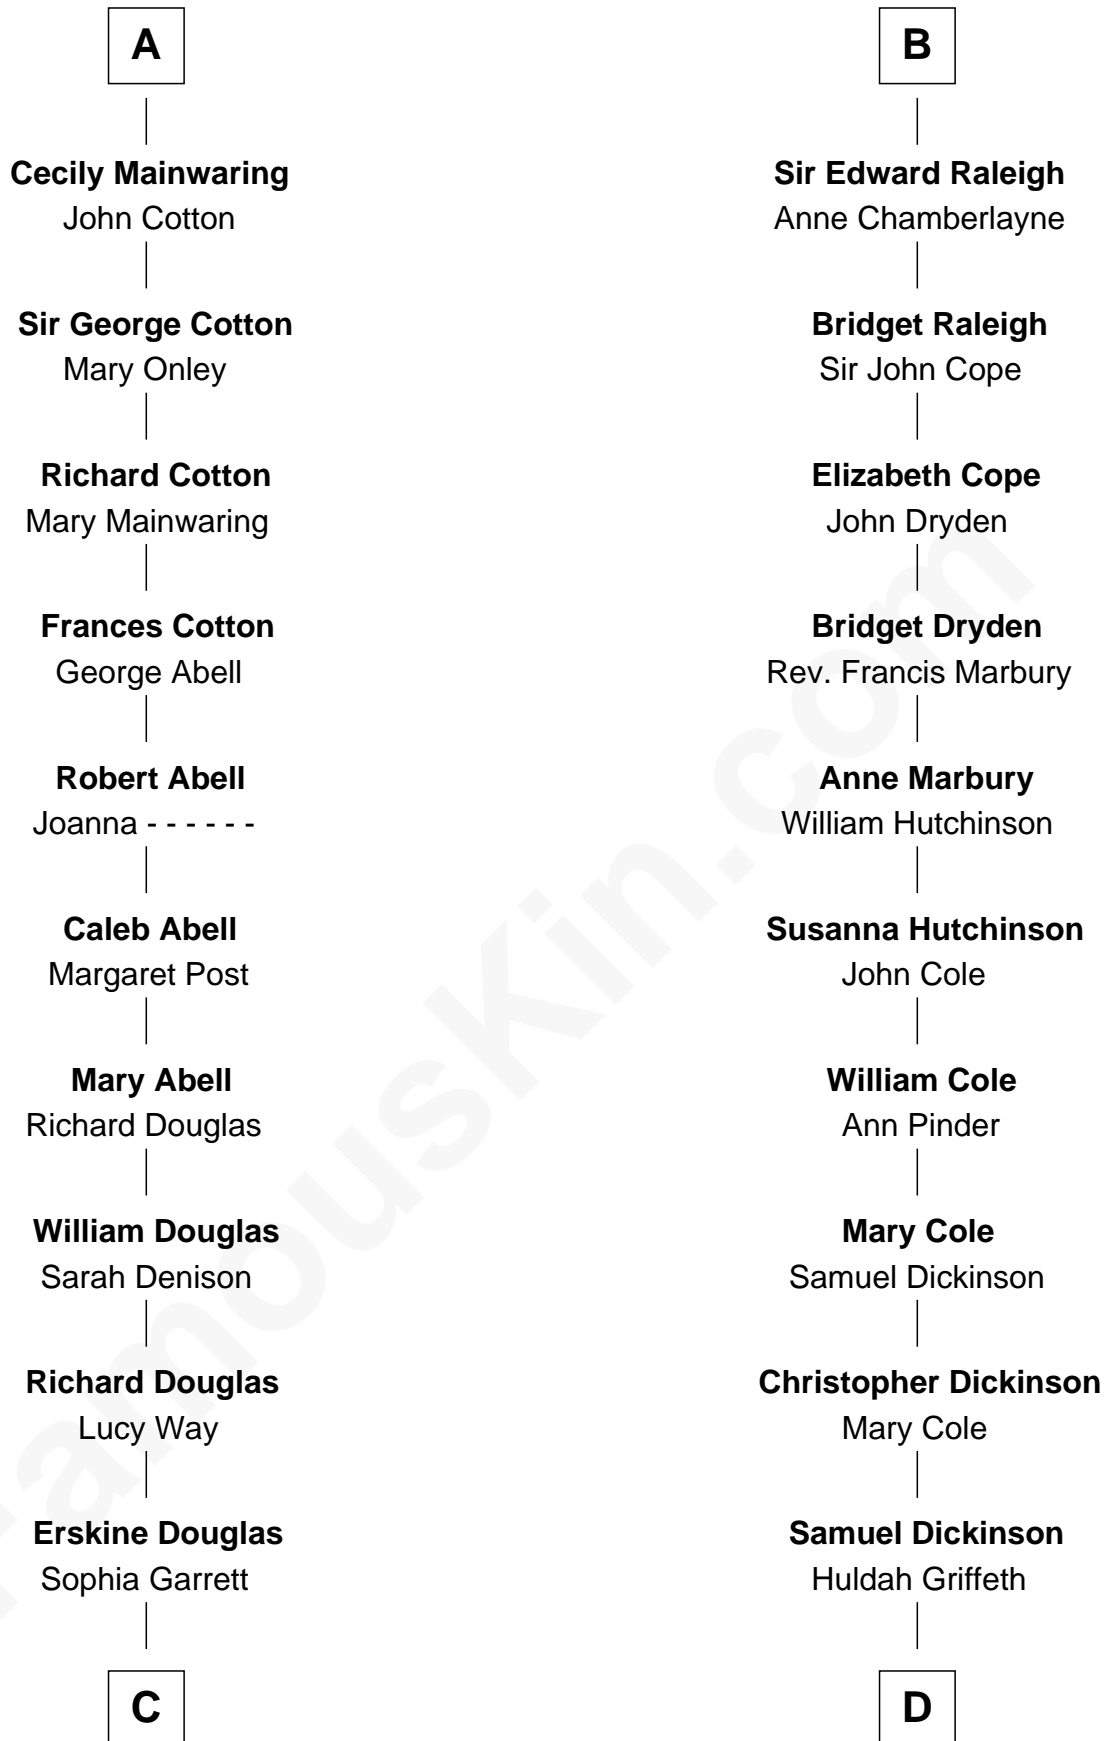 A
Cecily Mainwaring
John Cotton
Sir George Cotton
Mary Onley
Richard Cotton
Mary Mainwaring
Frances Cotton
George Abell
Robert Abell
Joanna - - - - - -
Caleb Abell
Margaret Post
Mary Abell
Richard Douglas
William Douglas
Sarah Denison
Richard Douglas
Lucy Way
Erskine Douglas
Sophia Garrett
C
B
Sir Edward Raleigh
Anne Chamberlayne
Bridget Raleigh
Sir John Cope
Elizabeth Cope
John Dryden
Bridget Dryden
Rev. Francis Marbury
Anne Marbury
William Hutchinson
Susanna Hutchinson
John Cole
William Cole
Ann Pinder
Mary Cole
Samuel Dickinson
Christopher Dickinson
Mary Cole
Samuel Dickinson
Huldah Griffeth
D
FamousKin.com